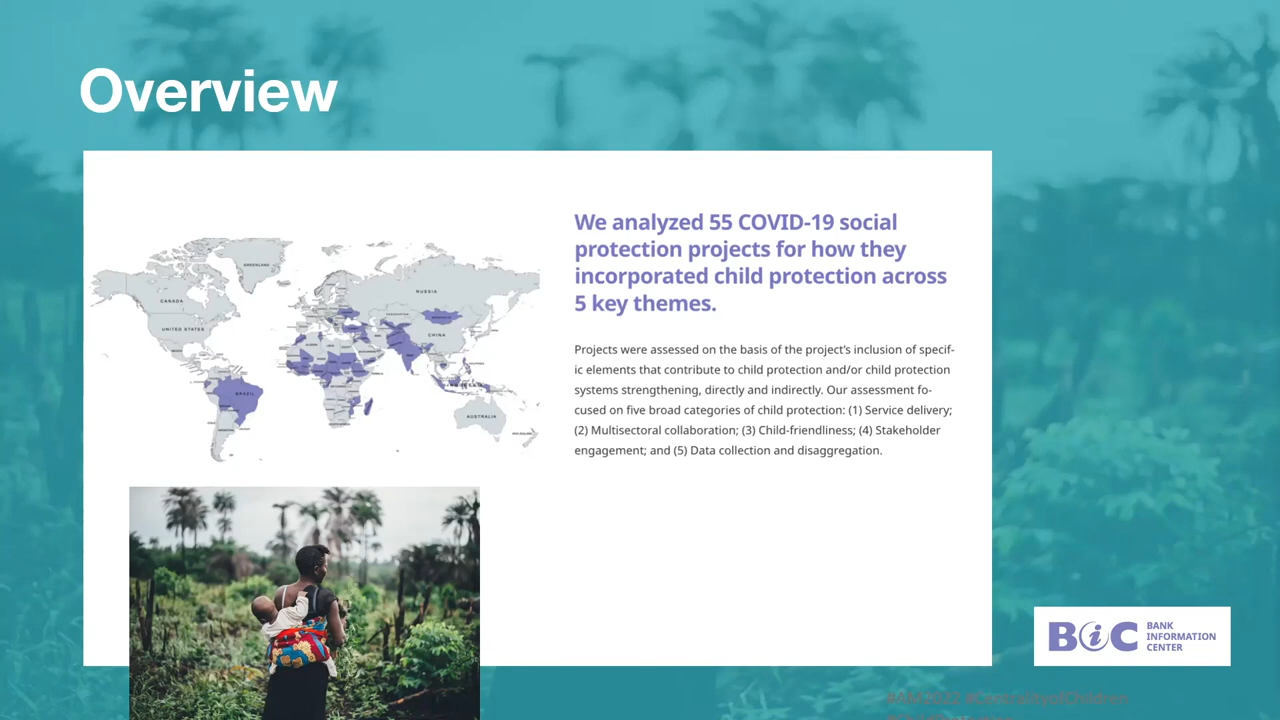 Overview
We analyzed 55 COVID-19 social
protection projects for how they
incorporated child protection across
5 key themes.
Projects were assessed on the basis of the project's inclusion of specif-
ic elements that contribute to child protection and/or child protection
systems strengthening, directly and indirectly. Our assessment fo-
cused on five broad categories of child protection: (1) Service delivery;
(2) Multisectoral collaboration; (3) Child-friendliness; (4) Stakeholder
engagement; and (5) Data collection and disaggregation.
GREENLAND
RUSSIA
CANADA
UNITED STATES
CHINA
BRAZIL
AUSTRALIA
BiC BANK
INFORMATION
CENTER
#AM2022 #CentralityofChildren